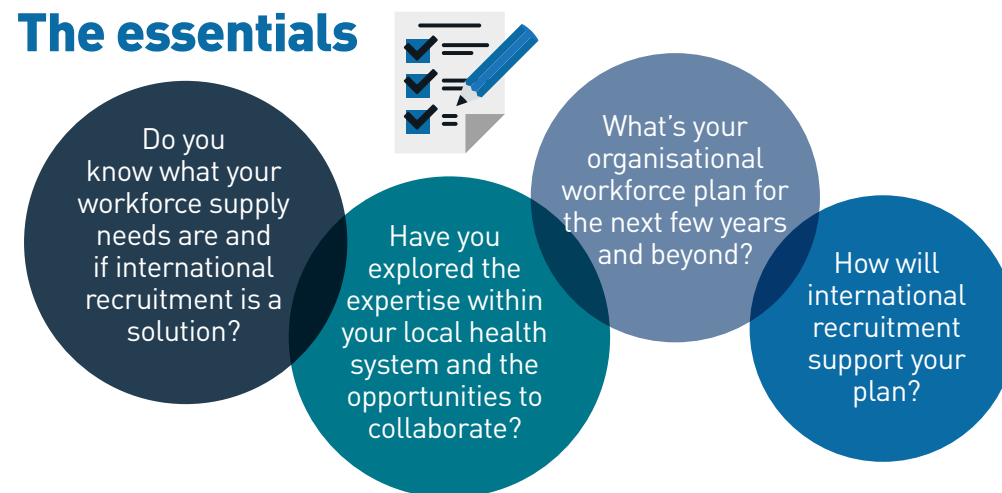 The essentials
Do you
know what your
workforce supply
needs are and
if international
recruitment is a
solution?
Have you
explored the
expertise within
your local health
system and the
opportunities to
collaborate?
What's your
organisational
workforce plan for
the next few years
and beyond?
How will
international
recruitment
support your
plan?